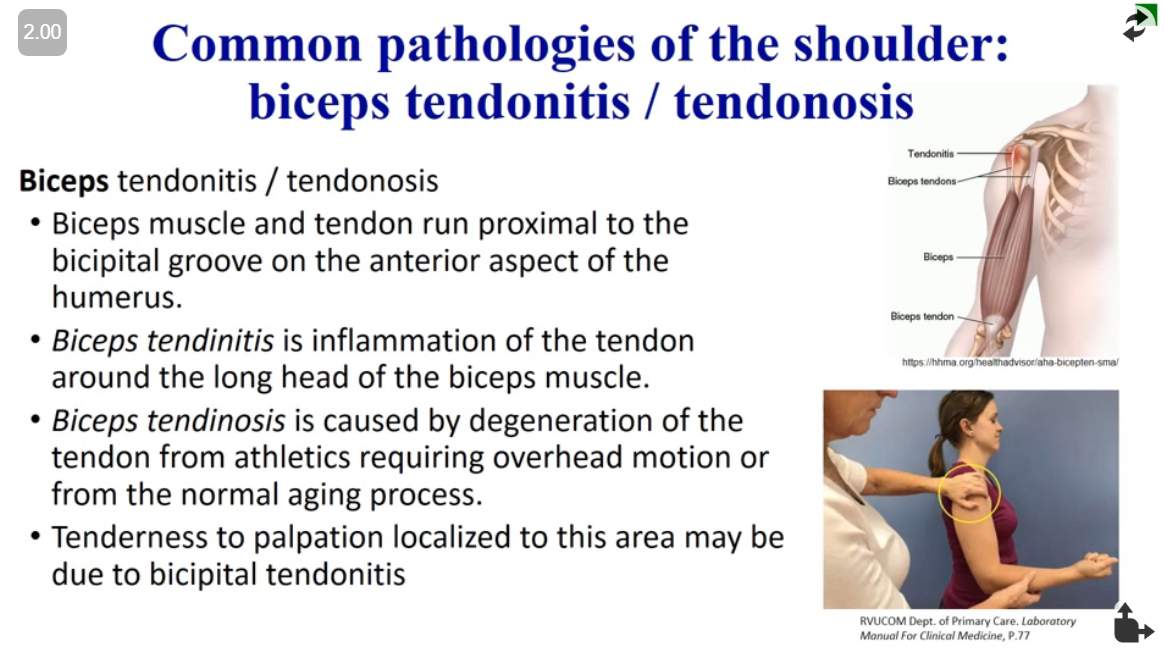 2.00
Common pathologies of the shoulder:
biceps tendonitis / tendonosis
Biceps tendonitis / tendonosis
• Biceps muscle and tendon run proximal to the
bicipital groove on the anterior aspect of the
humerus.
• Biceps tendinitis is inflammation of the tendon
around the long head of the biceps muscle.
• Biceps tendinosis is caused by degeneration of the
tendon from athletics requiring overhead motion or
from the normal aging process.
• Tenderness to palpation localized to this area may be
due to bicipital tendonitis
Tendonitis
Biceps tendons
Biceps
Biceps tendon
https://hhma.org/healthadvisor/aha-bicepten-sma/
RVUCOM Dept. of Primary Care. Laboratory
Manual For Clinical Medicine, P.77